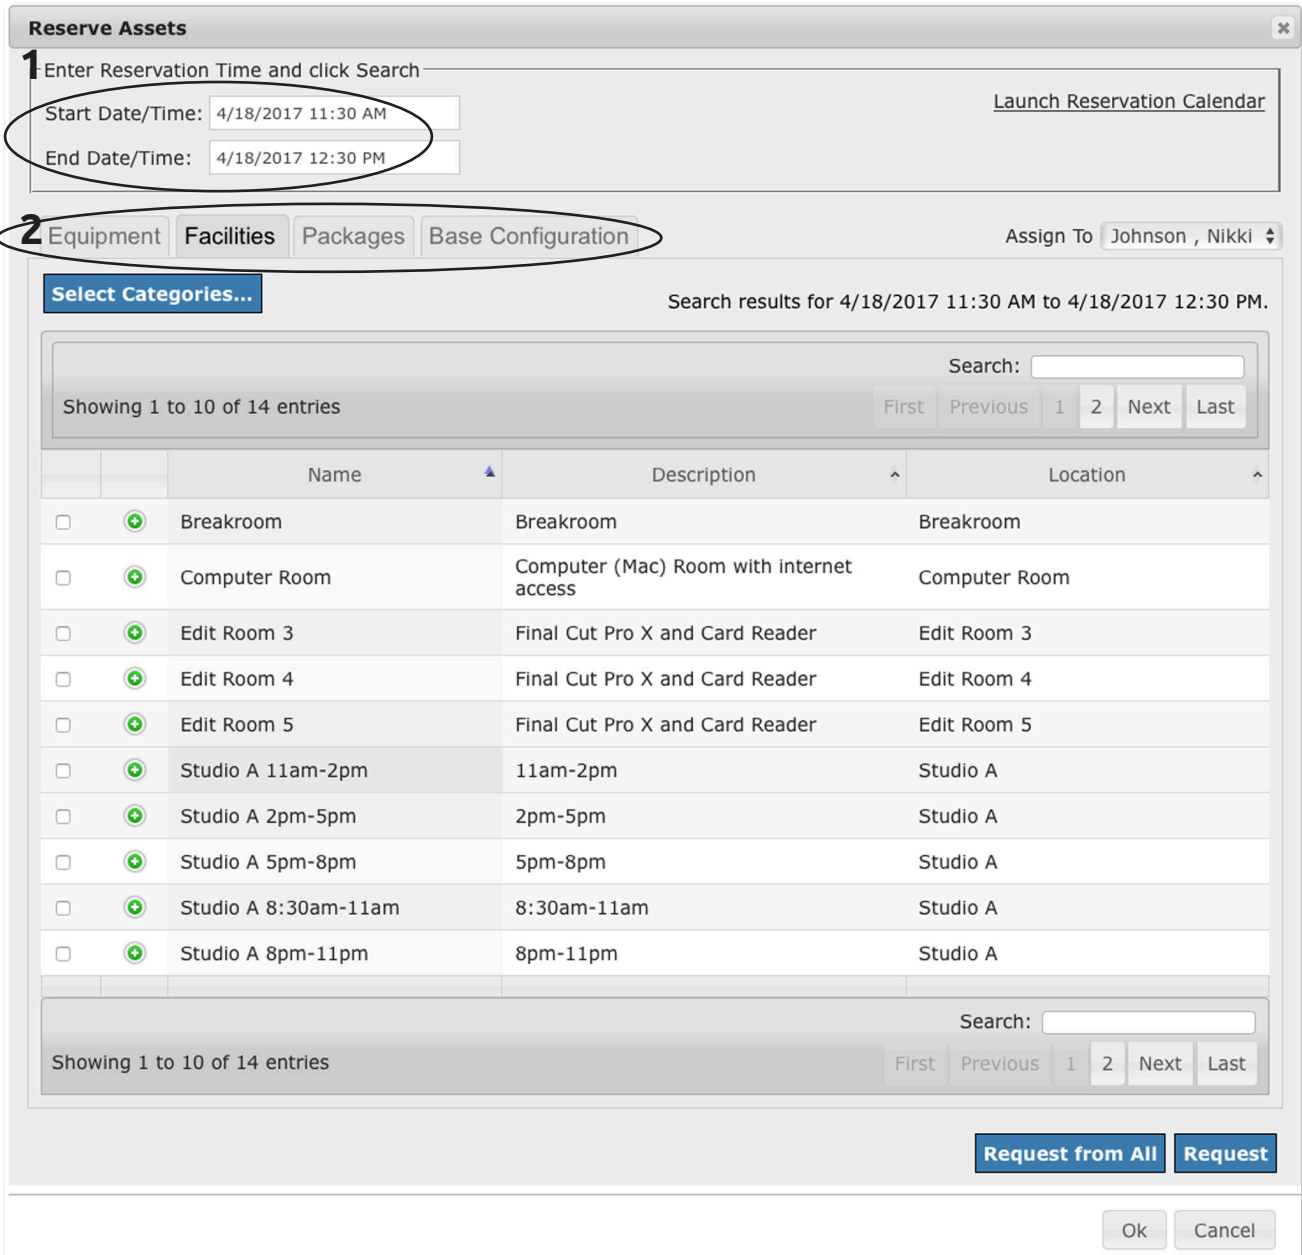 Reserve Assets
1
Enter Reservation Time and click Search
Start Date/Time: 4/18/2017 11:30 AM
Launch Reservation Calendar
End Date/Time: 4/18/2017 12:30 PM
2
Equipment Facilities Packages Base Configuration
Assign To Johnson , Nikki
Select Categories...
Search results for 4/18/2017 11:30 AM to 4/18/2017 12:30 PM.
Search:
Showing 1 to 10 of 14 entries
First Previous 1 2 Next Last
Name Description Location
Breakroom Breakroom Breakroom
Computer Room Computer (Mac) Room with internet access Computer Room
Edit Room 3 Final Cut Pro X and Card Reader Edit Room 3
Edit Room 4 Final Cut Pro X and Card Reader Edit Room 4
Edit Room 5 Final Cut Pro X and Card Reader Edit Room 5
Studio A 11am-2pm 11am-2pm Studio A
Studio A 2pm-5pm 2pm-5pm Studio A
Studio A 5pm-8pm 5pm-8pm Studio A
Studio A 8:30am-11am 8:30am-11am Studio A
Studio A 8pm-11pm 8pm-11pm Studio A
Search:
Showing 1 to 10 of 14 entries
First Previous 1 2 Next Last
Request from All Request
Ok Cancel